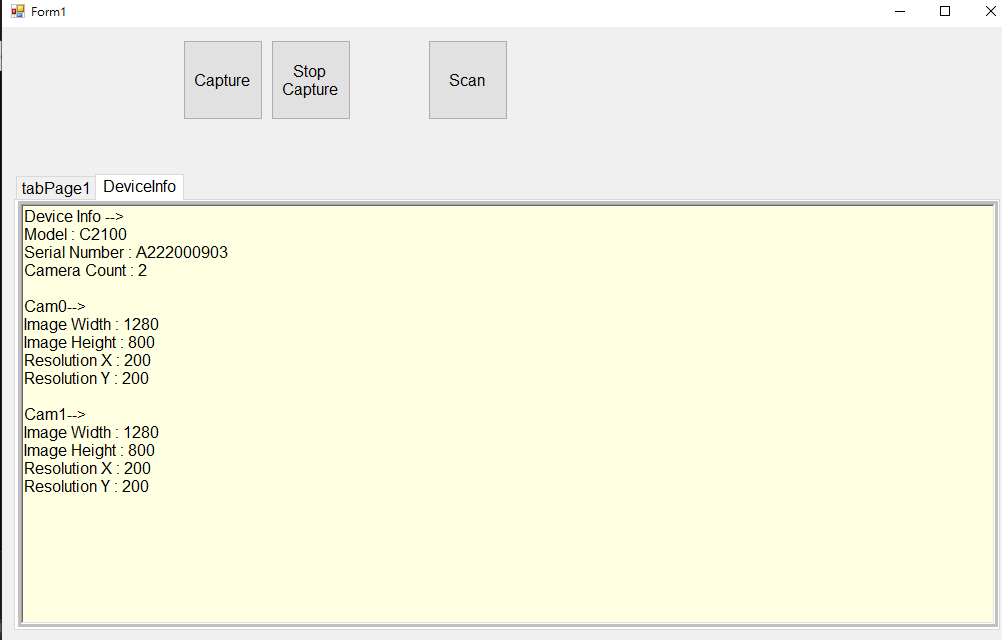 Form1
Capture
Stop
Capture
Scan
tabPage1
DeviceInfo
Device Info -->
Model : C2100
Serial Number : A222000903
Camera Count : 2
Cam0-->
Image Width : 1280
Image Height : 800
Resolution X : 200
Resolution Y : 200
Cam1-->
Image Width : 1280
Image Height : 800
Resolution X : 200
Resolution Y : 200